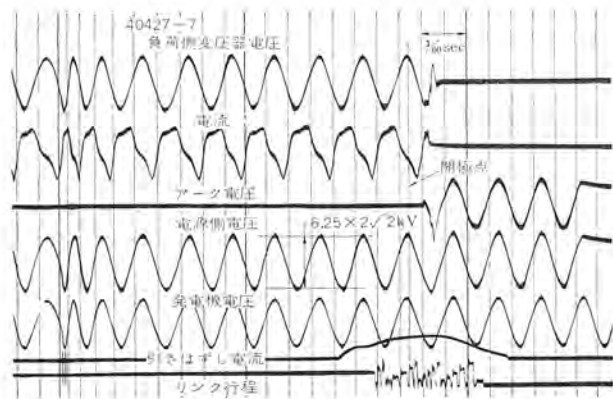 40427-7
負荷側変圧器電圧
1/60 sec
電流
開極点
アーク電圧
電源側電圧
6.25×2√2kV
発電機電圧
引きはずし電流
リンク行程